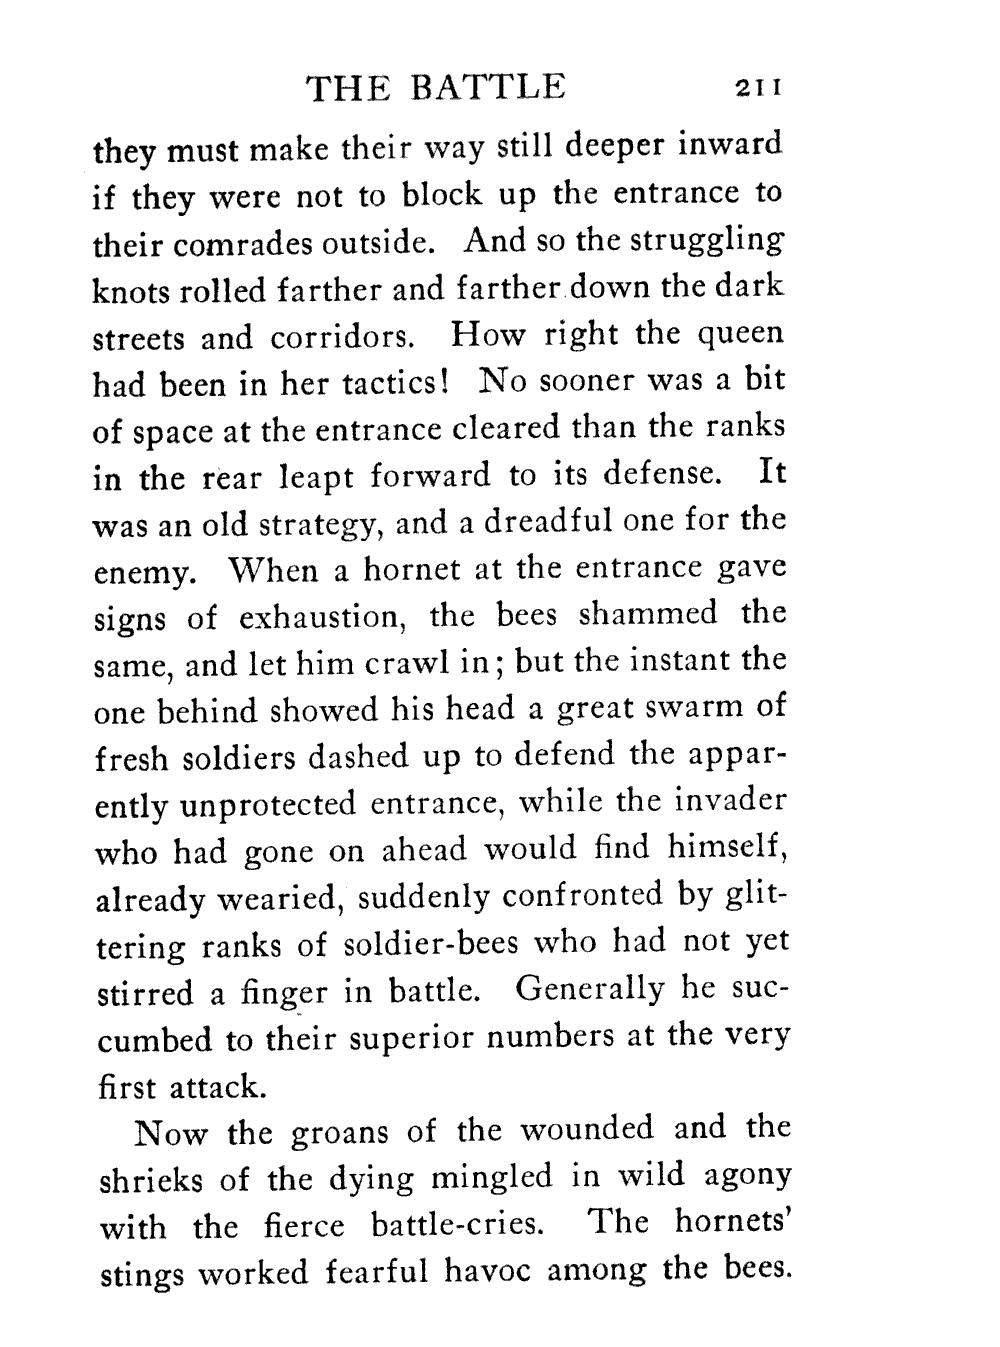 THE BATTLE 211
they must make their way still deeper inward
if they were not to block up the entrance to
their comrades outside. And so the struggling
knots rolled farther and farther down the dark
streets and corridors. How right the queen
had been in her tactics! No sooner was a bit
of space at the entrance cleared than the ranks
in the rear leapt forward to its defense. It
was an old strategy, and a dreadful one for the
enemy. When a hornet at the entrance gave
signs of exhaustion, the bees shammed the
same, and let him crawl in; but the instant the
one behind showed his head a great swarm of
fresh soldiers dashed up to defend the appar-
ently unprotected entrance, while the invader
who had gone on ahead would find himself,
already wearied, suddenly confronted by glit-
tering ranks of soldier-bees who had not yet
stirred a finger in battle. Generally he suc-
cumbed to their superior numbers at the very
first attack.
Now the groans of the wounded and the
shrieks of the dying mingled in wild agony
with the fierce battle-cries. The hornets'
stings worked fearful havoc among the bees.